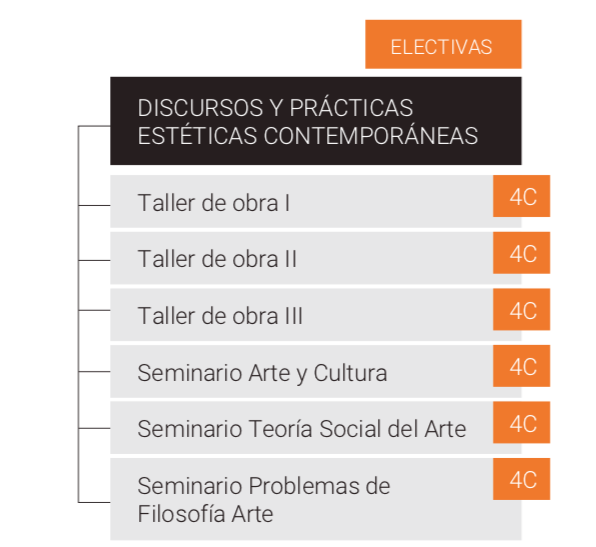 ELECTIVAS
DISCURSOS Y PRÁCTICAS
ESTÉTICAS CONTEMPORÁNEAS
Taller de obra I
4C
Taller de obra II
4C
Taller de obra III
4C
Seminario Arte y Cultura
4C
Seminario Teoría Social del Arte
4C
Seminario Problemas de
Filosofía Arte
4C